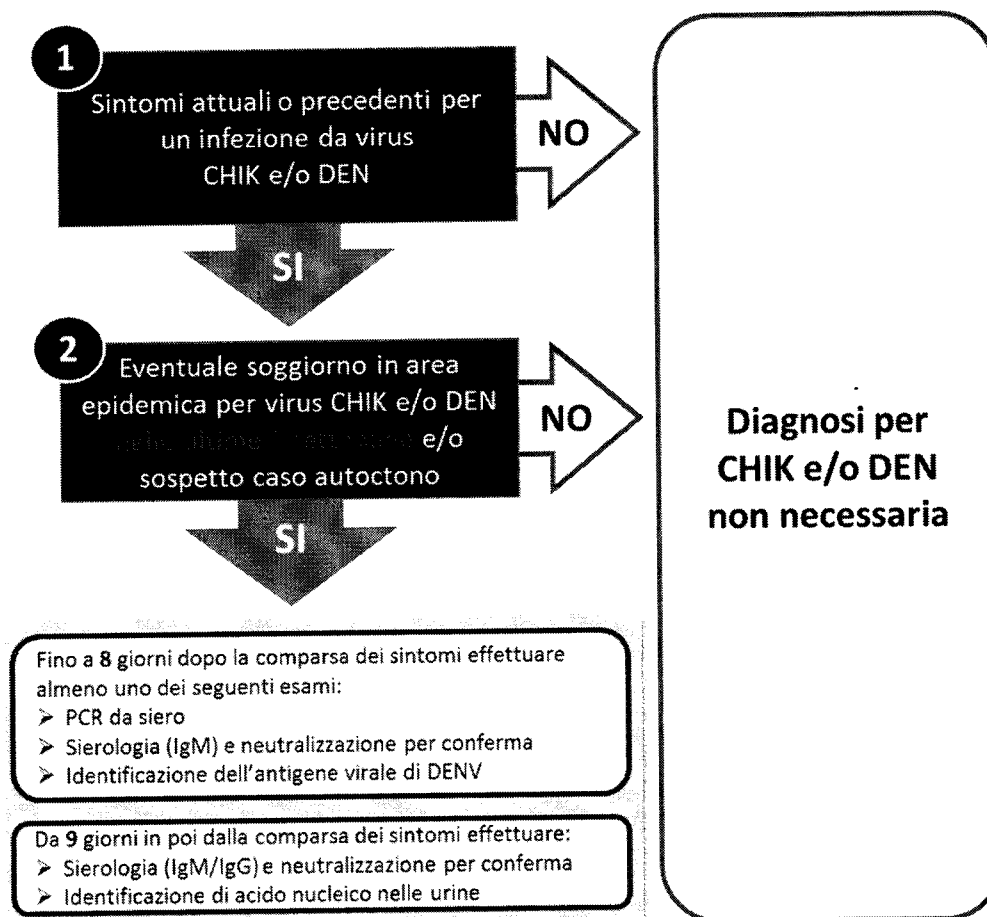 1
Sintomi attuali o precedenti per
un infezione da virus
CHIK e/o DEN
NO
SI
2
Eventuale soggiorno in area
epidemica per virus CHIK e/o DEN
e/o
sospetto caso autoctono
NO
SI
Diagnosi per
CHIK e/o DEN
non necessaria
Fino a 8 giorni dopo la comparsa dei sintomi effettuare
almeno uno dei seguenti esami:
➢ PCR da siero
➢ Sierologia (IgM) e neutralizzazione per conferma
➢ Identificazione dell'antigene virale di DENV
Da 9 giorni in poi dalla comparsa dei sintomi effettuare:
➢ Sierologia (IgM/IgG) e neutralizzazione per conferma
➢ Identificazione di acido nucleico nelle urine